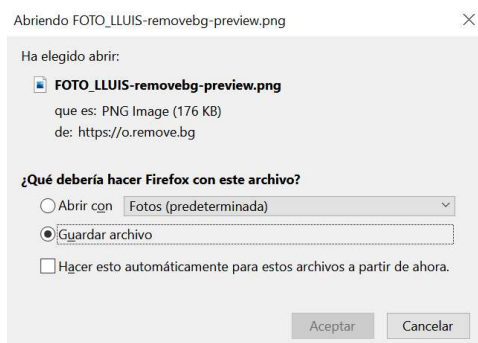 Abriendo FOTO_LLUIS-removebg-preview.png
Ha elegido abrir:
FOTO_LLUIS-removebg-preview.png
que es: PNG Image (176 KB)
de: https://o.remove.bg
¿Qué debería hacer Firefox con este archivo?
Abrir con Fotos (predeterminada)
Guardar archivo
Hacer esto automáticamente para estos archivos a partir de ahora.
Aceptar Cancelar